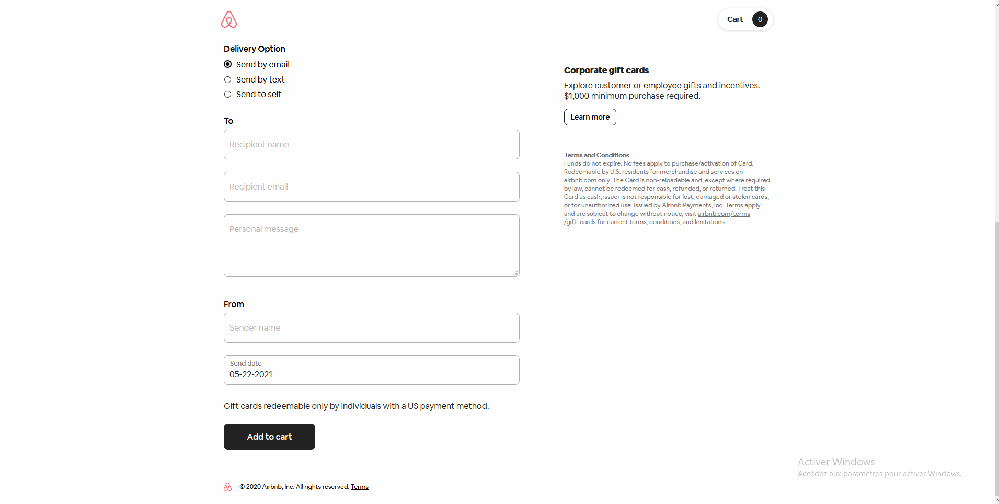 Cart 0
Delivery Option
Send by email
Send by text
Send to self
To
Recipient name
Recipient email
Personal message
From
Sender name
Send date
05-22-2021
Gift cards redeemable only by individuals with a US payment method.
Add to cart
Corporate gift cards
Explore customer or employee gifts and incentives.
$1,000 minimum purchase required.
Learn more
Terms and Conditions
Funds do not expire. No fees apply to purchase/activation of Card.
Redeemable by U.S. residents for merchandise and services on
airbnb.com only. The Card is non-reloadable and, except where required
by law, cannot be redeemed for cash, refunded, or returned. Treat this
Card as cash; issuer is not responsible for lost, damaged or stolen cards,
or for unauthorized use. Issued by Airbnb Payments, Inc. Terms apply
and are subject to change without notice; visit airbnb.com/terms
/gift_cards for current terms, conditions, and limitations.
Activer Windows
Accédez aux paramètres pour activer Windows.
© 2020 Airbnb, Inc. All rights reserved. Terms